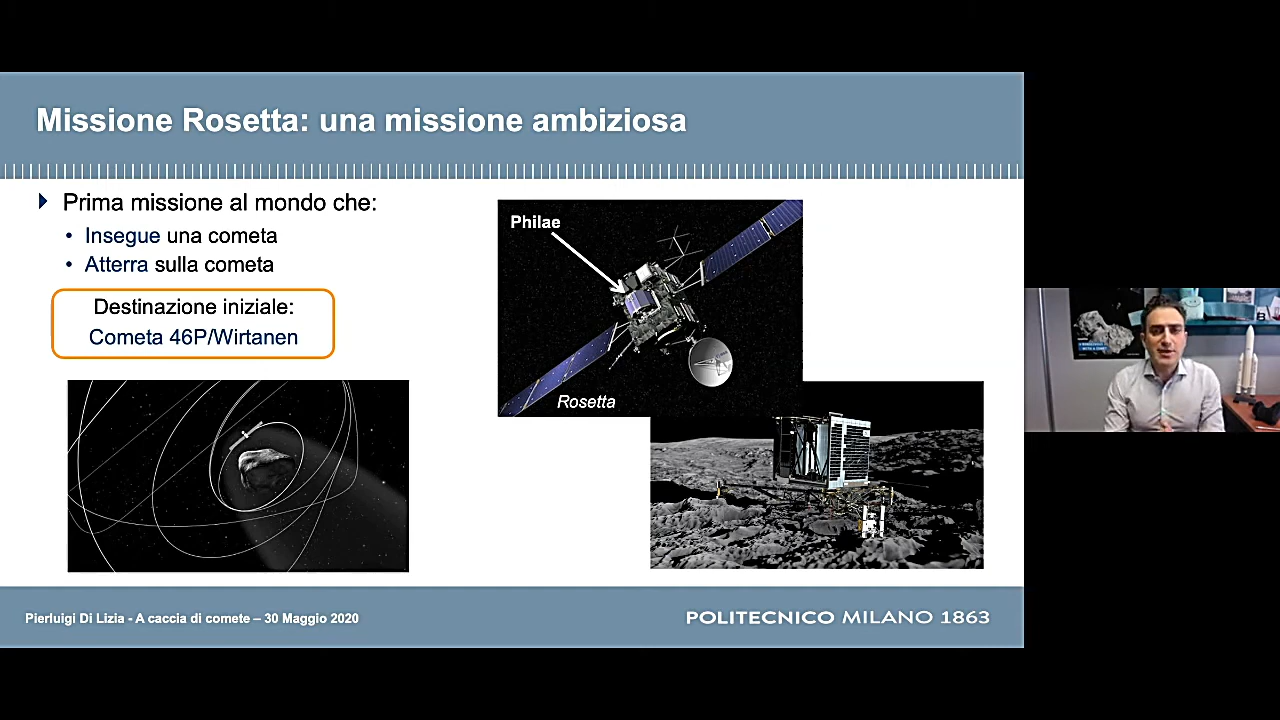 Missione Rosetta: una missione ambiziosa
Prima missione al mondo che:
• Insegue una cometa
• Atterra sulla cometa
Destinazione iniziale:
Cometa 46P/Wirtanen
Philae
Rosetta
Pierluigi Di Lizia - A caccia di comete – 30 Maggio 2020
POLITECNICO MILANO 1863